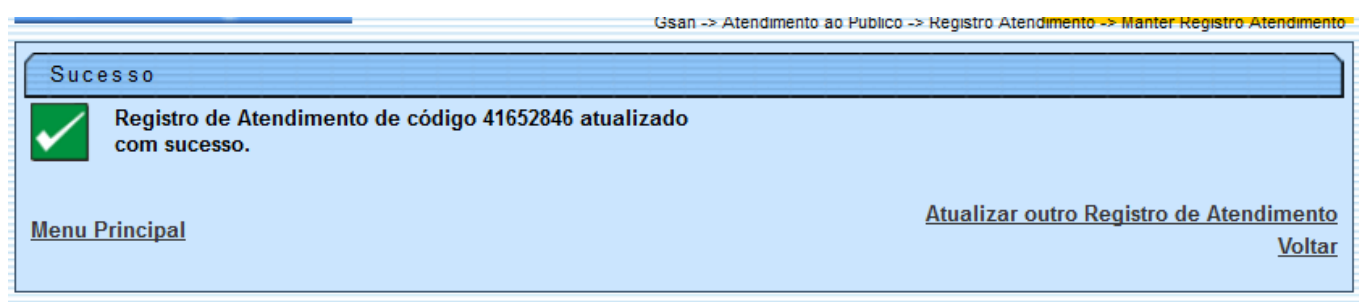 Gsan -> Atendimento ao Publico -> Registro Atendimento -> Manter Registro Atendimento
Sucesso
Registro de Atendimento de código 41652846 atualizado
com sucesso.
Atualizar outro Registro de Atendimento
Menu Principal
Voltar